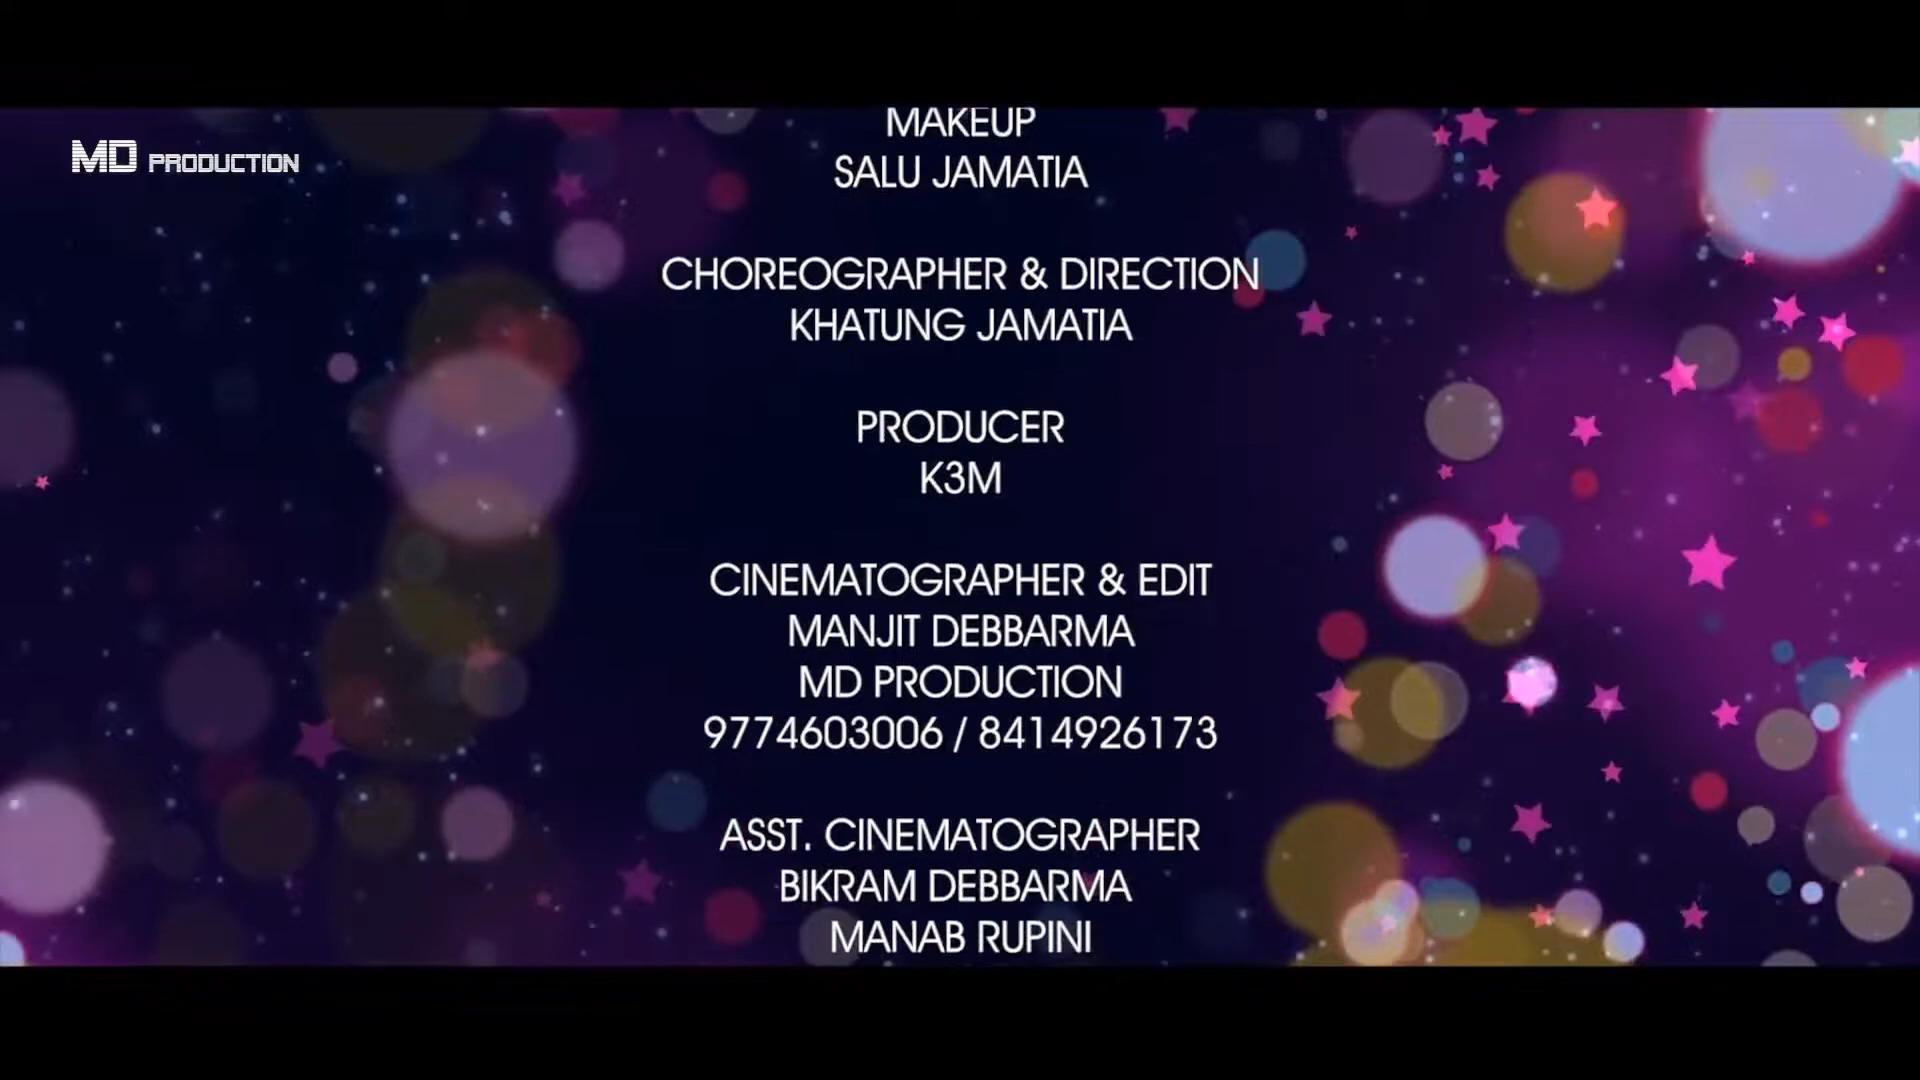 MD PRODUCTION
MAKEUP
SALU JAMATIA
CHOREOGRAPHER & DIRECTION
KHATUNG JAMATIA
PRODUCER
K3M
CINEMATOGRAPHER & EDIT
MANJIT DEBBARMA
MD PRODUCTION
9774603006 / 8414926173
ASST. CINEMATOGRAPHER
BIKRAM DEBBARMA
MANAB RUPINI